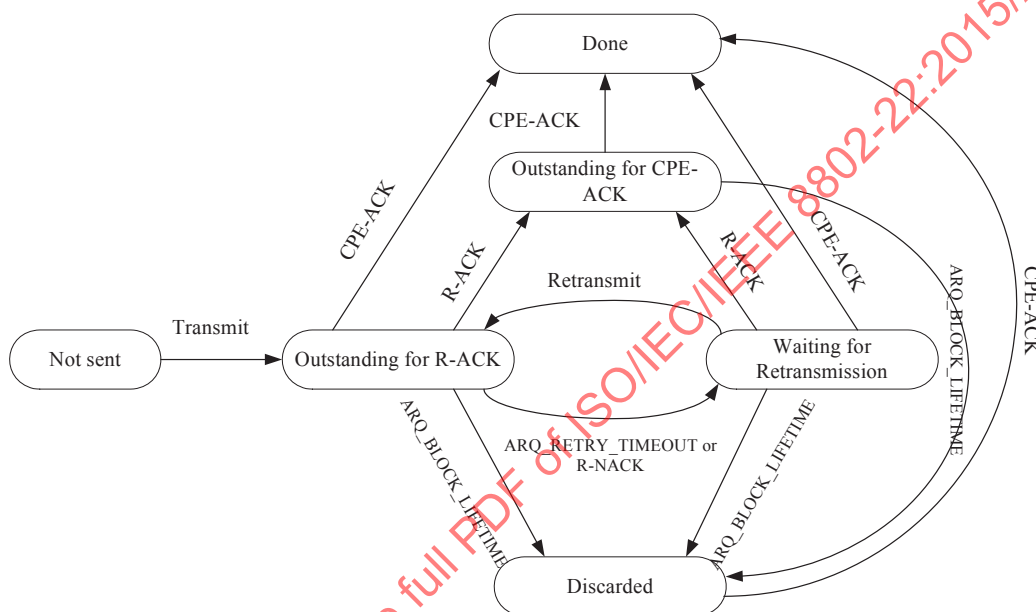 Done
CPE-ACK
Outstanding for CPE-
ACK
CPE-ACK
R-ACK
R-ACK
CPE-ACK
Retransmit
Transmit
Not sent
Outstanding for R-ACK
Waiting for
Retransmission
ARQ_BLOCK_LIFETIME
CPE-ACK
ARQ_RETRY_TIMEOUT or
R-NACK
ARQ_BLOCK_LIFETIME
ARQ_BLOCK_LIFETIME
Discarded
full PDF of ISO/IEC/IEEE 8802-22:2015/